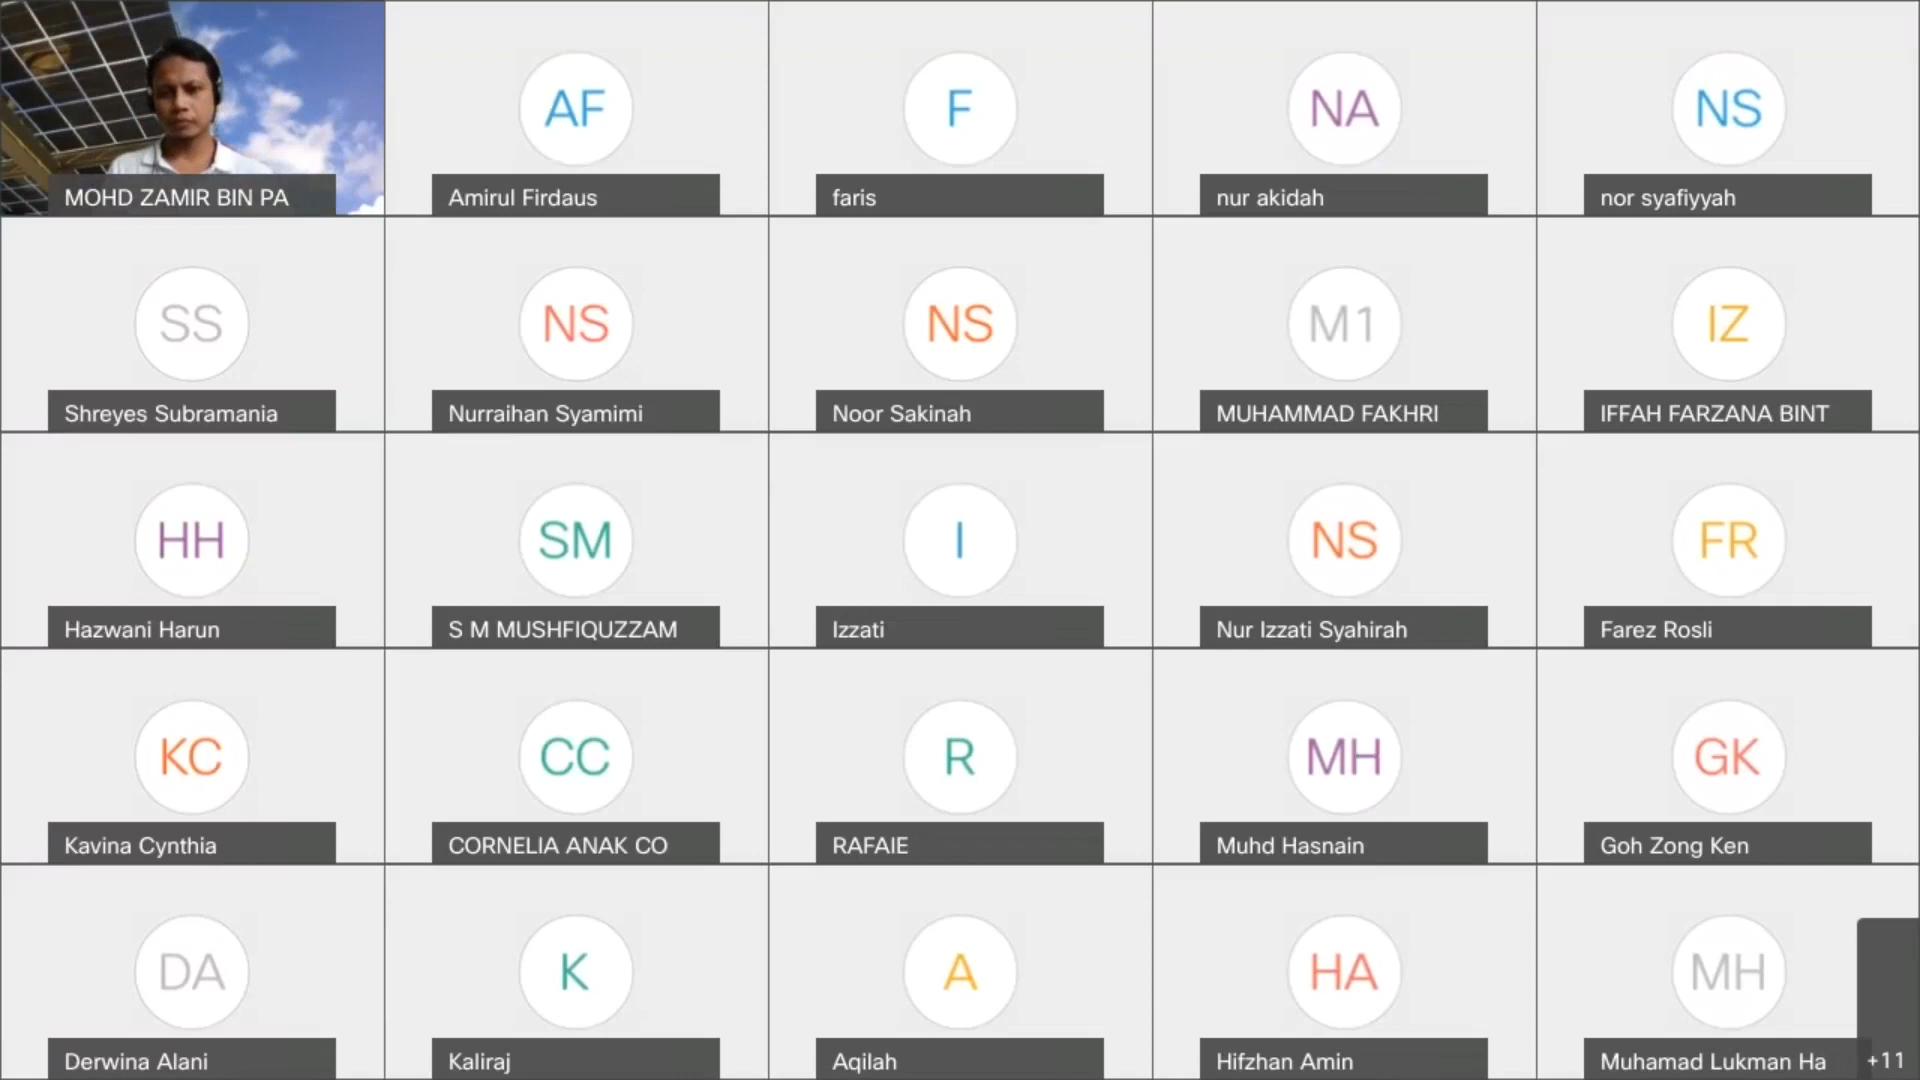 MOHD ZAMIR BIN PA
AF
Amirul Firdaus
F
faris
NA
nur akidah
NS
nor syafiyyah
SS
Shreyes Subramania
NS
Nurraihan Syamimi
NS
Noor Sakinah
M1
MUHAMMAD FAKHRI
IZ
IFFAH FARZANA BINT
HH
Hazwani Harun
SM
S M MUSHFIQUZZAM
I
Izzati
NS
Nur Izzati Syahirah
FR
Farez Rosli
KC
Kavina Cynthia
CC
CORNELIA ANAK CO
R
RAFAIE
MH
Muhd Hasnain
GK
Goh Zong Ken
DA
Derwina Alani
K
Kaliraj
A
Aqilah
HA
Hifzhan Amin
MH
Muhamad Lukman Ha
+11